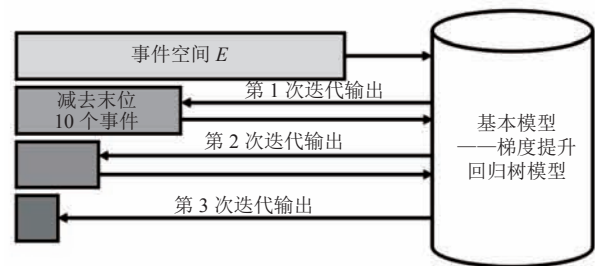 事件空间 E
减去末位
10 个事件
第 1 次迭代输出
第 2 次迭代输出
第 3 次迭代输出
基本模型
——梯度提升
回归树模型